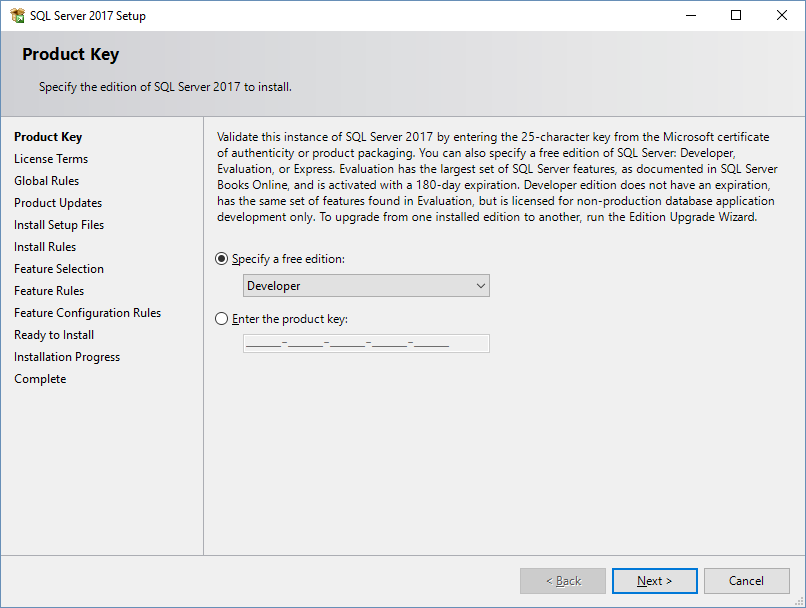 SQL Server 2017 Setup
Product Key
Specify the edition of SQL Server 2017 to install.
Product Key
License Terms
Global Rules
Product Updates
Install Setup Files
Install Rules
Feature Selection
Feature Rules
Feature Configuration Rules
Ready to Install
Installation Progress
Complete
Validate this instance of SQL Server 2017 by entering the 25-character key from the Microsoft certificate
of authenticity or product packaging. You can also specify a free edition of SQL Server: Developer,
Evaluation, or Express. Evaluation has the largest set of SQL Server features, as documented in SQL Server
Books Online, and is activated with a 180-day expiration. Developer edition does not have an expiration,
has the same set of features found in Evaluation, but is licensed for non-production database application
development only. To upgrade from one installed edition to another, run the Edition Upgrade Wizard.
Specify a free edition:
Developer
Enter the product key:
_____-_____-_____-_____-_____
< Back
Next >
Cancel